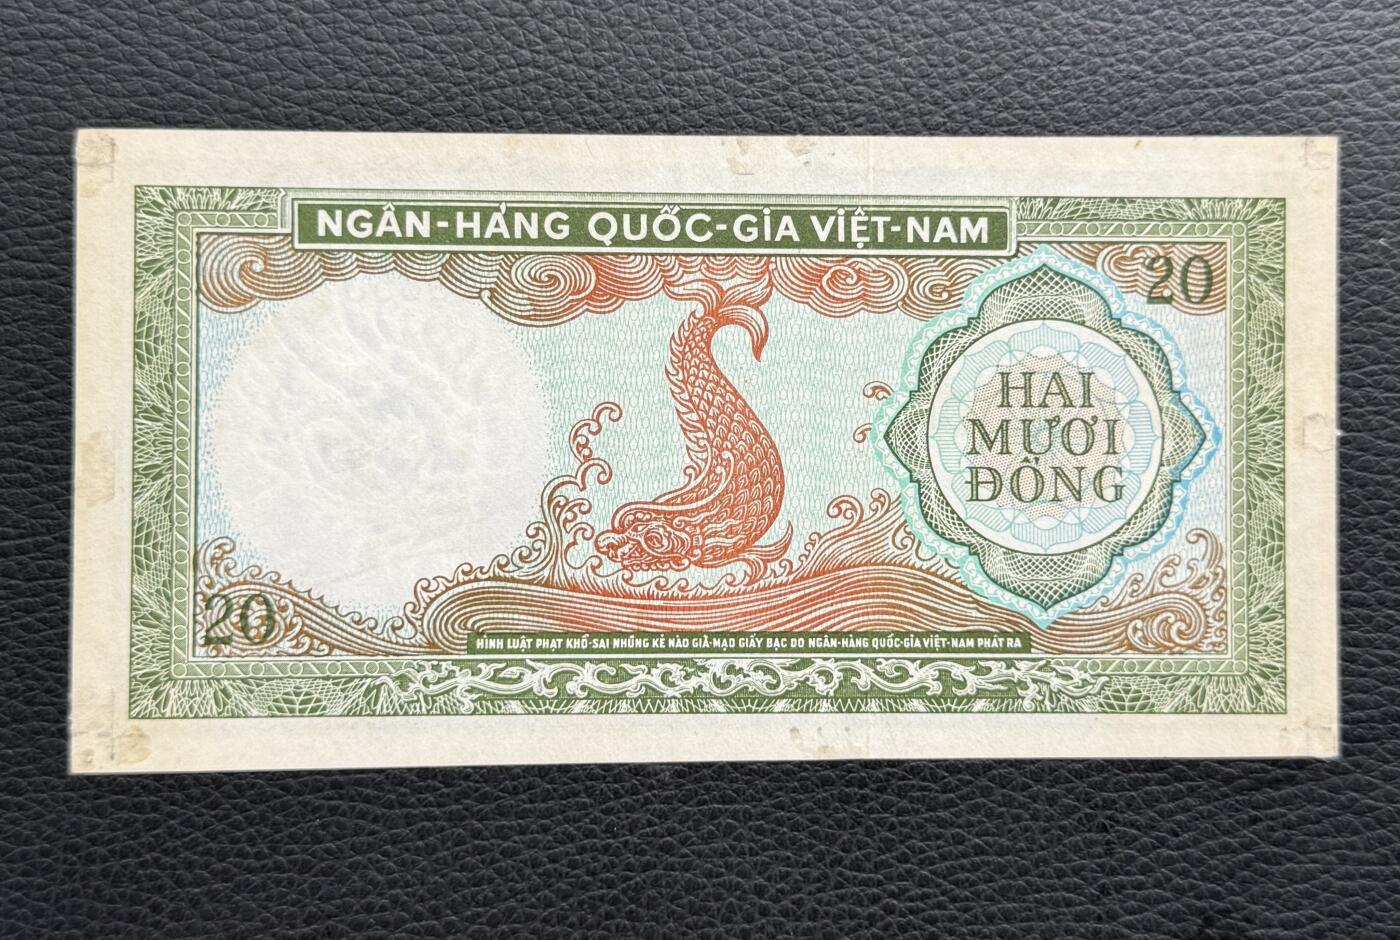 NGÂN-HÀNG QUỐC-GIA VIỆT-NAM
20
HAI
MƯƠI
ĐỒNG
20
HÌNH LUẬT PHẠT KHỔ-SAI NHỮNG KẺ NÀO GIẢ-MẠO GIẤY BẠC DO NGÂN-HÀNG QUỐC-GIA VIỆT-NAM PHÁT RA